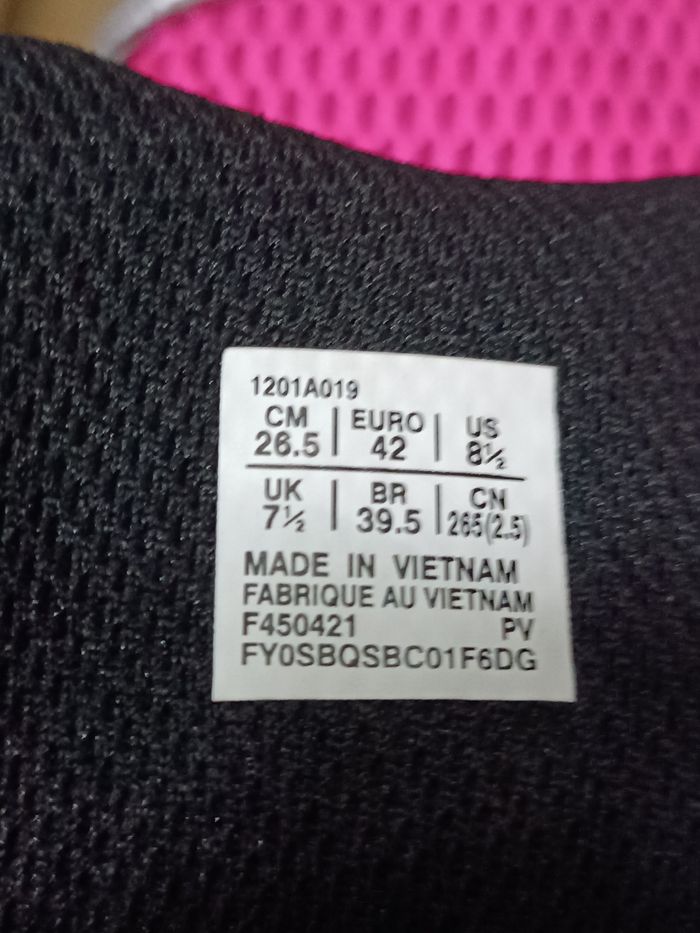 1201A019
CM | EURO | US
26.5 | 42 | 8½
UK | BR | CN
7½ | 39.5 | 265(2.5)
MADE IN VIETNAM
FABRIQUE AU VIETNAM
F450421 PV
FY0SBQSBC01F6DG